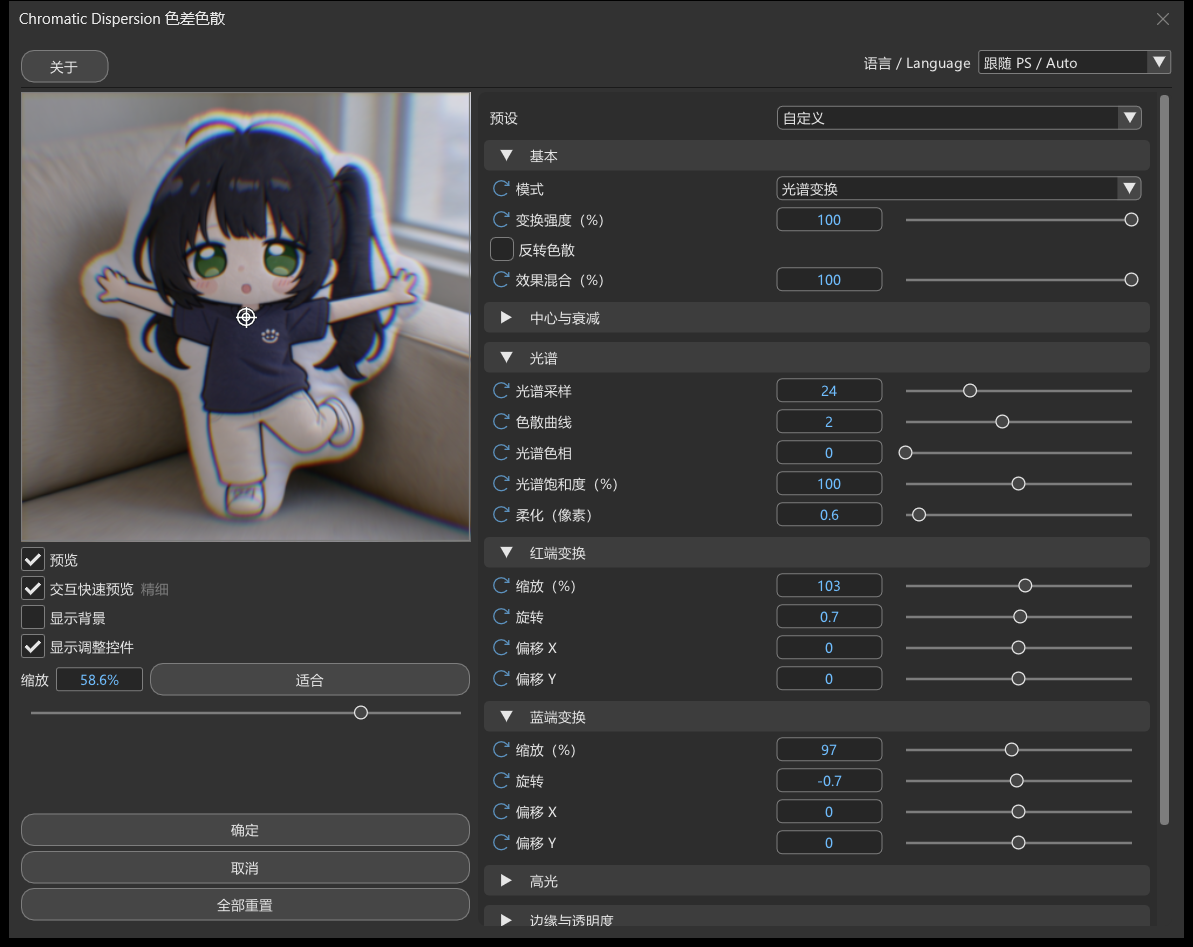 Chromatic Dispersion 色差色散
关于
语言 / Language 跟随 PS / Auto
预设 自定义
基本
模式 光谱变换
变换强度（%） 100
反转色散
效果混合（%） 100
中心与衰减
光谱
光谱采样 24
色散曲线 2
光谱色相 0
光谱饱和度（%） 100
柔化（像素） 0.6
红端变换
缩放（%） 103
旋转 0.7
偏移 X 0
偏移 Y 0
蓝端变换
缩放（%） 97
旋转 -0.7
偏移 X 0
偏移 Y 0
高光
边缘与透明度
预览
交互快速预览 精细
显示背景
显示调整控件
缩放 58.6% 适合
确定
取消
全部重置